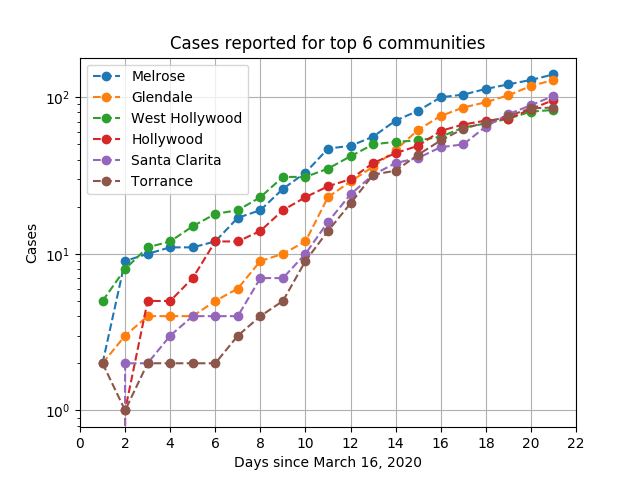 Cases reported for top 6 communities
Melrose
Glendale
West Hollywood
Hollywood
Santa Clarita
Torrance
Cases
10²
10¹
10⁰
0 2 4 6 8 10 12 14 16 18 20 22
Days since March 16, 2020